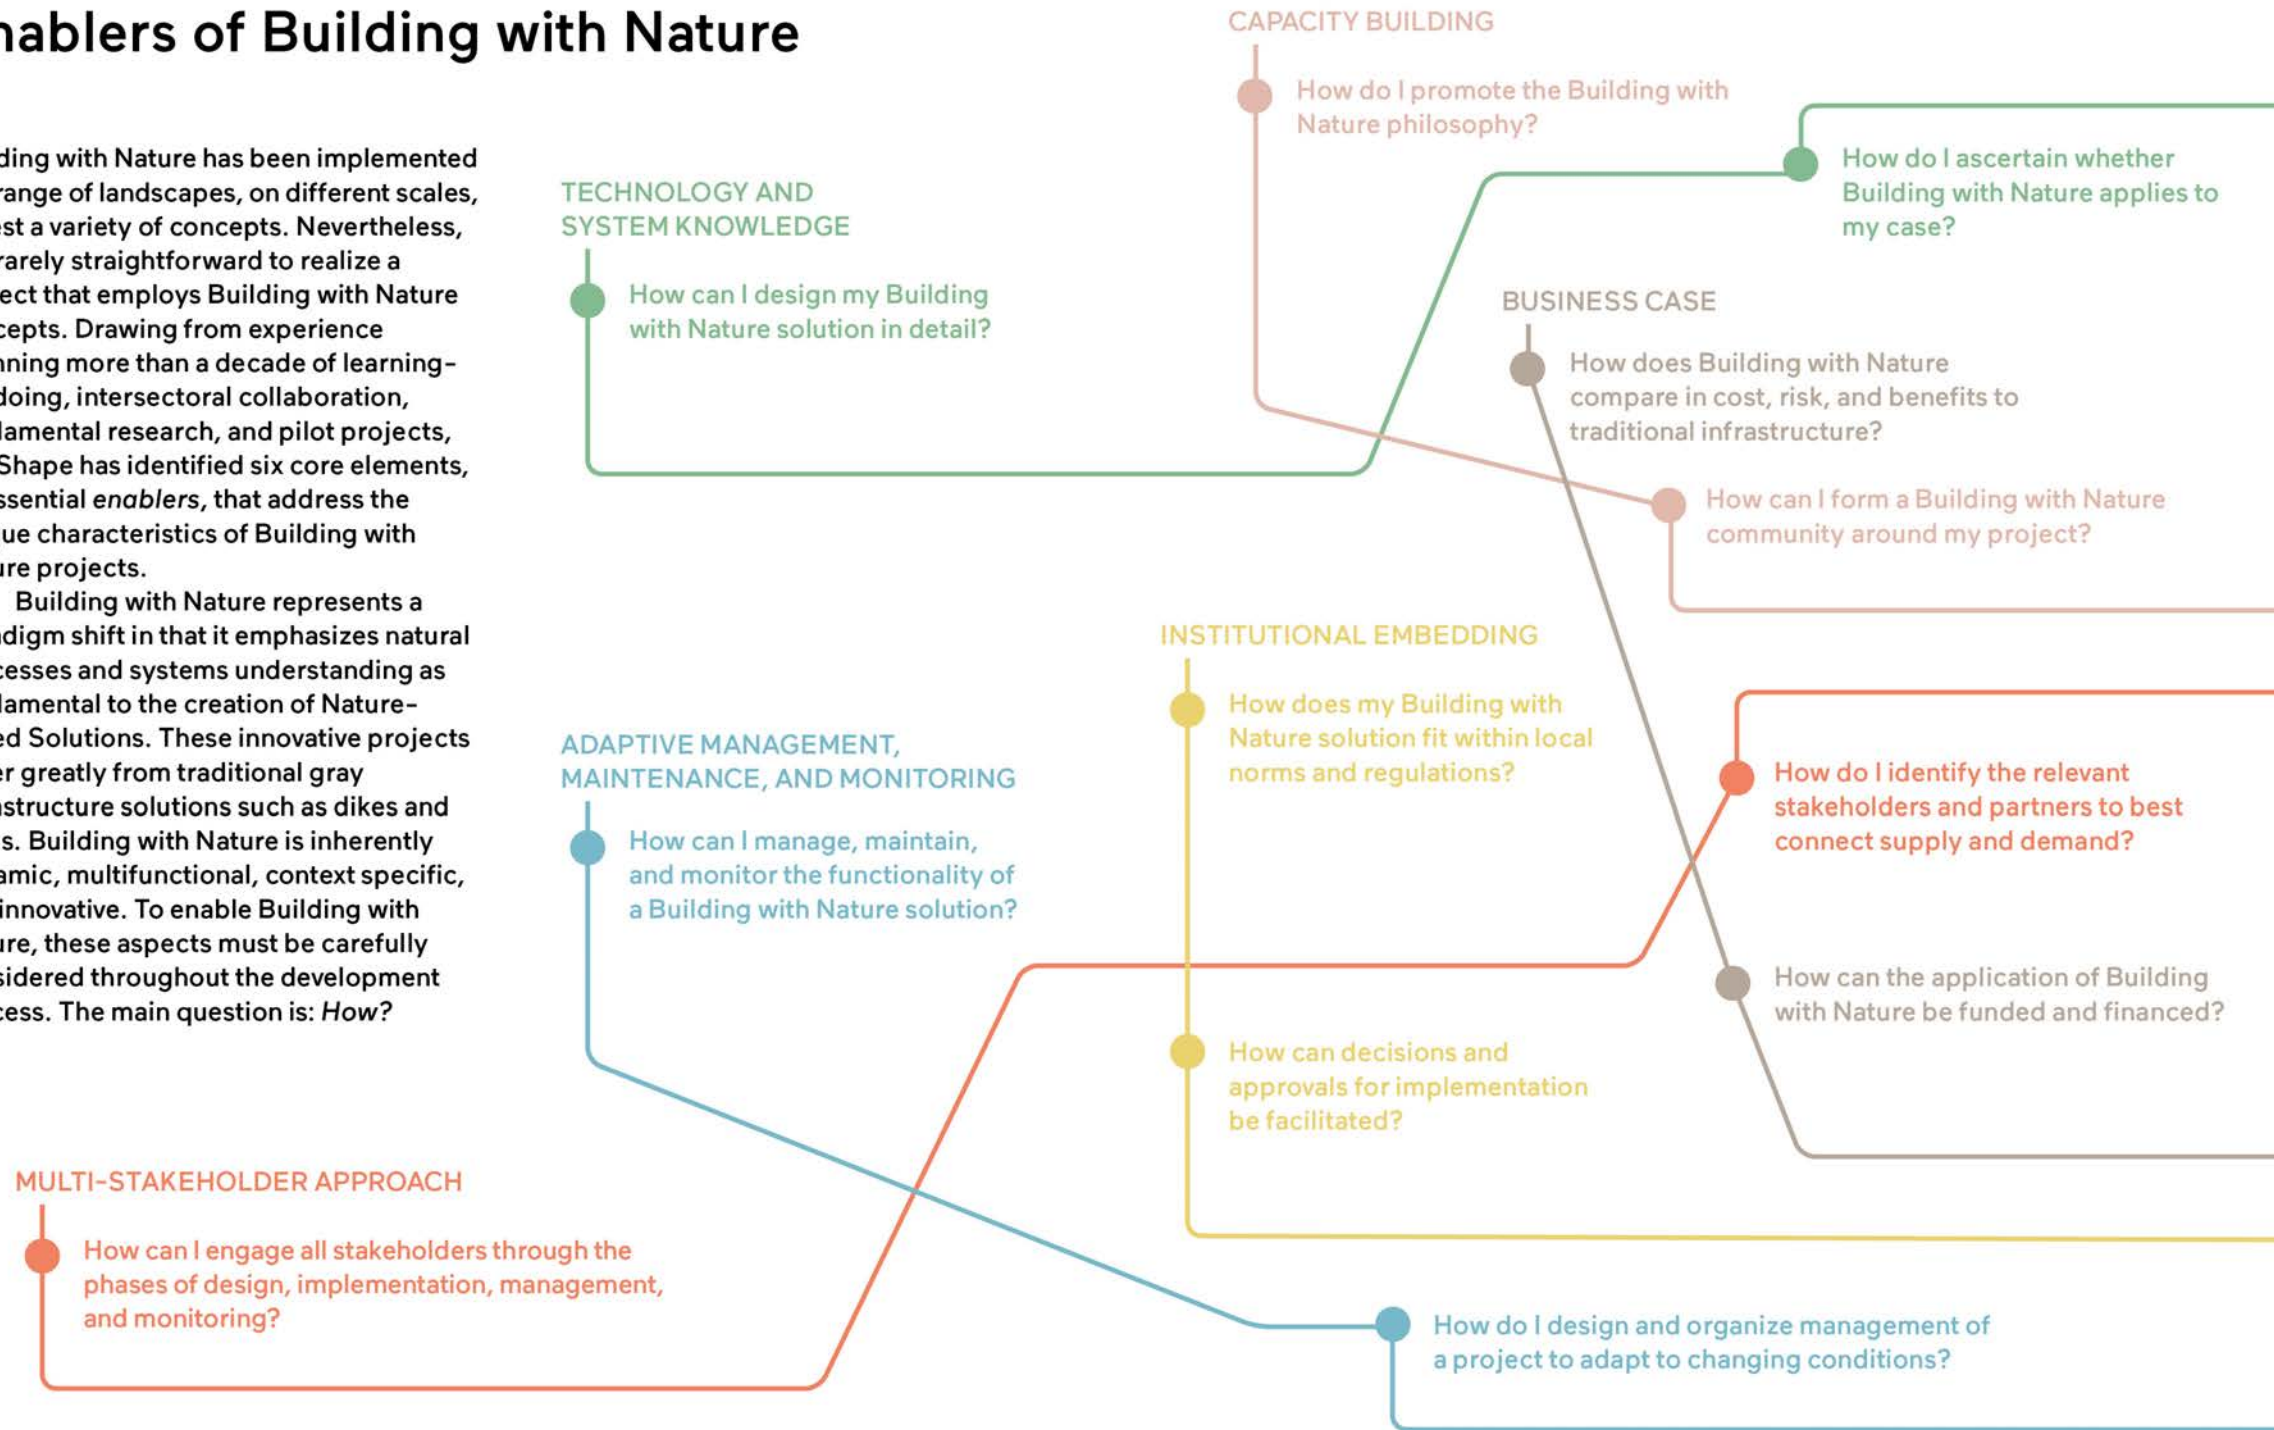 nablers of Building with Nature
ding with Nature has been implemented
range of landscapes, on different scales,
est a variety of concepts. Nevertheless,
rarely straightforward to realize a
ect that employs Building with Nature
cepts. Drawing from experience
nning more than a decade of learning-
doing, intersectoral collaboration,
lamental research, and pilot projects,
Shape has identified six core elements,
ssential enablers, that address the
ue characteristics of Building with
ure projects.
Building with Nature represents a
digm shift in that it emphasizes natural
cesses and systems understanding as
lamental to the creation of Nature-
ed Solutions. These innovative projects
er greatly from traditional gray
astructure solutions such as dikes and
s. Building with Nature is inherently
amic, multifunctional, context specific,
innovative. To enable Building with
ure, these aspects must be carefully
sidered throughout the development
cess. The main question is: How?
MULTI-STAKEHOLDER APPROACH
How can I engage all stakeholders through the
phases of design, implementation, management,
and monitoring?
TECHNOLOGY AND
SYSTEM KNOWLEDGE
How can I design my Building
with Nature solution in detail?
ADAPTIVE MANAGEMENT,
MAINTENANCE, AND MONITORING
How can I manage, maintain,
and monitor the functionality of
a Building with Nature solution?
CAPACITY BUILDING
How do I promote the Building with
Nature philosophy?
How do I ascertain whether
Building with Nature applies to
my case?
BUSINESS CASE
How does Building with Nature
compare in cost, risk, and benefits to
traditional infrastructure?
How can I form a Building with Nature
community around my project?
INSTITUTIONAL EMBEDDING
How does my Building with
Nature solution fit within local
norms and regulations?
How do I identify the relevant
stakeholders and partners to best
connect supply and demand?
How can the application of Building
with Nature be funded and financed?
How can decisions and
approvals for implementation
be facilitated?
How do I design and organize management of
a project to adapt to changing conditions?